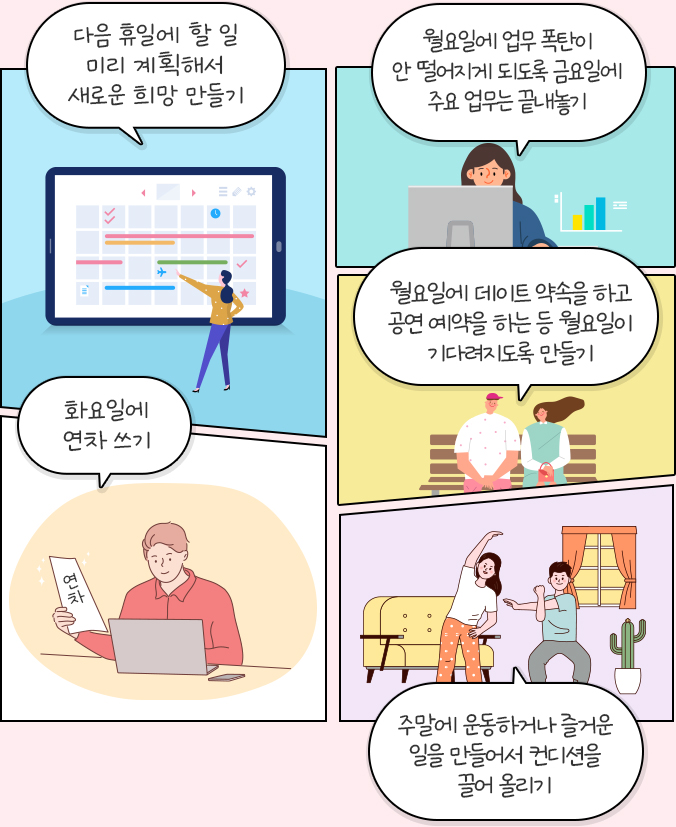 다음 휴일에 할 일
미리 계획해서
새로운 희망 만들기
월요일에 업무 폭탄이
안 떨어지게 되도록 금요일에
주요 업무는 끝내놓기
월요일에 데이트 약속을 하고
공연 예약을 하는 등 월요일이
기다려지도록 만들기
화요일에
연차 쓰기
연차
주말에 운동하거나 즐거운
일을 만들어서 컨디션을
끌어 올리기